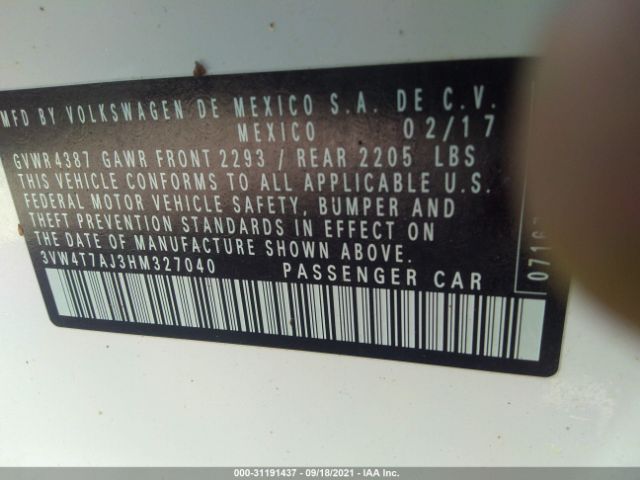 MFD BY VOLKSWAGEN DE MEXICO S.A. DE C.V.
MEXICO 02/17
GVWR 4387 GAWR FRONT 2293 / REAR 2205 LBS
THIS VEHICLE CONFORMS TO ALL APPLICABLE U.S.
FEDERAL MOTOR VEHICLE SAFETY, BUMPER AND
THEFT PREVENTION STANDARDS IN EFFECT ON
THE DATE OF MANUFACTURE SHOWN ABOVE.
3VW4T7AJ3HM327040 PASSENGER CAR
000-31191437 - 09/18/2021 - IAA Inc.